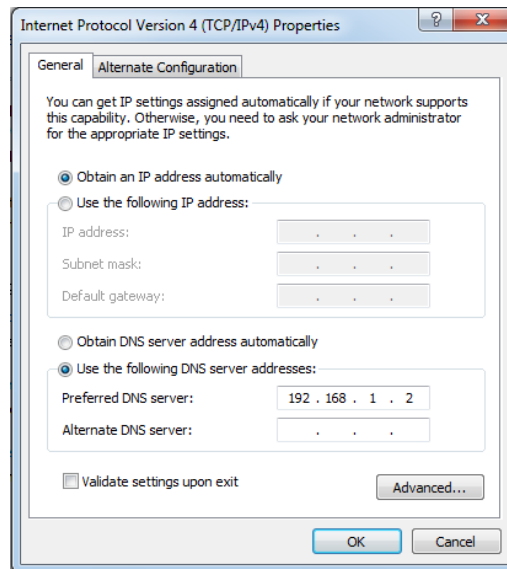 Internet Protocol Version 4 (TCP/IPv4) Properties
General
Alternate Configuration
You can get IP settings assigned automatically if your network supports
this capability. Otherwise, you need to ask your network administrator
for the appropriate IP settings.
Obtain an IP address automatically
Use the following IP address:
IP address: . . .
Subnet mask: . . .
Default gateway: . . .
Obtain DNS server address automatically
Use the following DNS server addresses:
Preferred DNS server: 192 . 168 . 1 . 2
Alternate DNS server: . . .
Validate settings upon exit
Advanced...
OK
Cancel